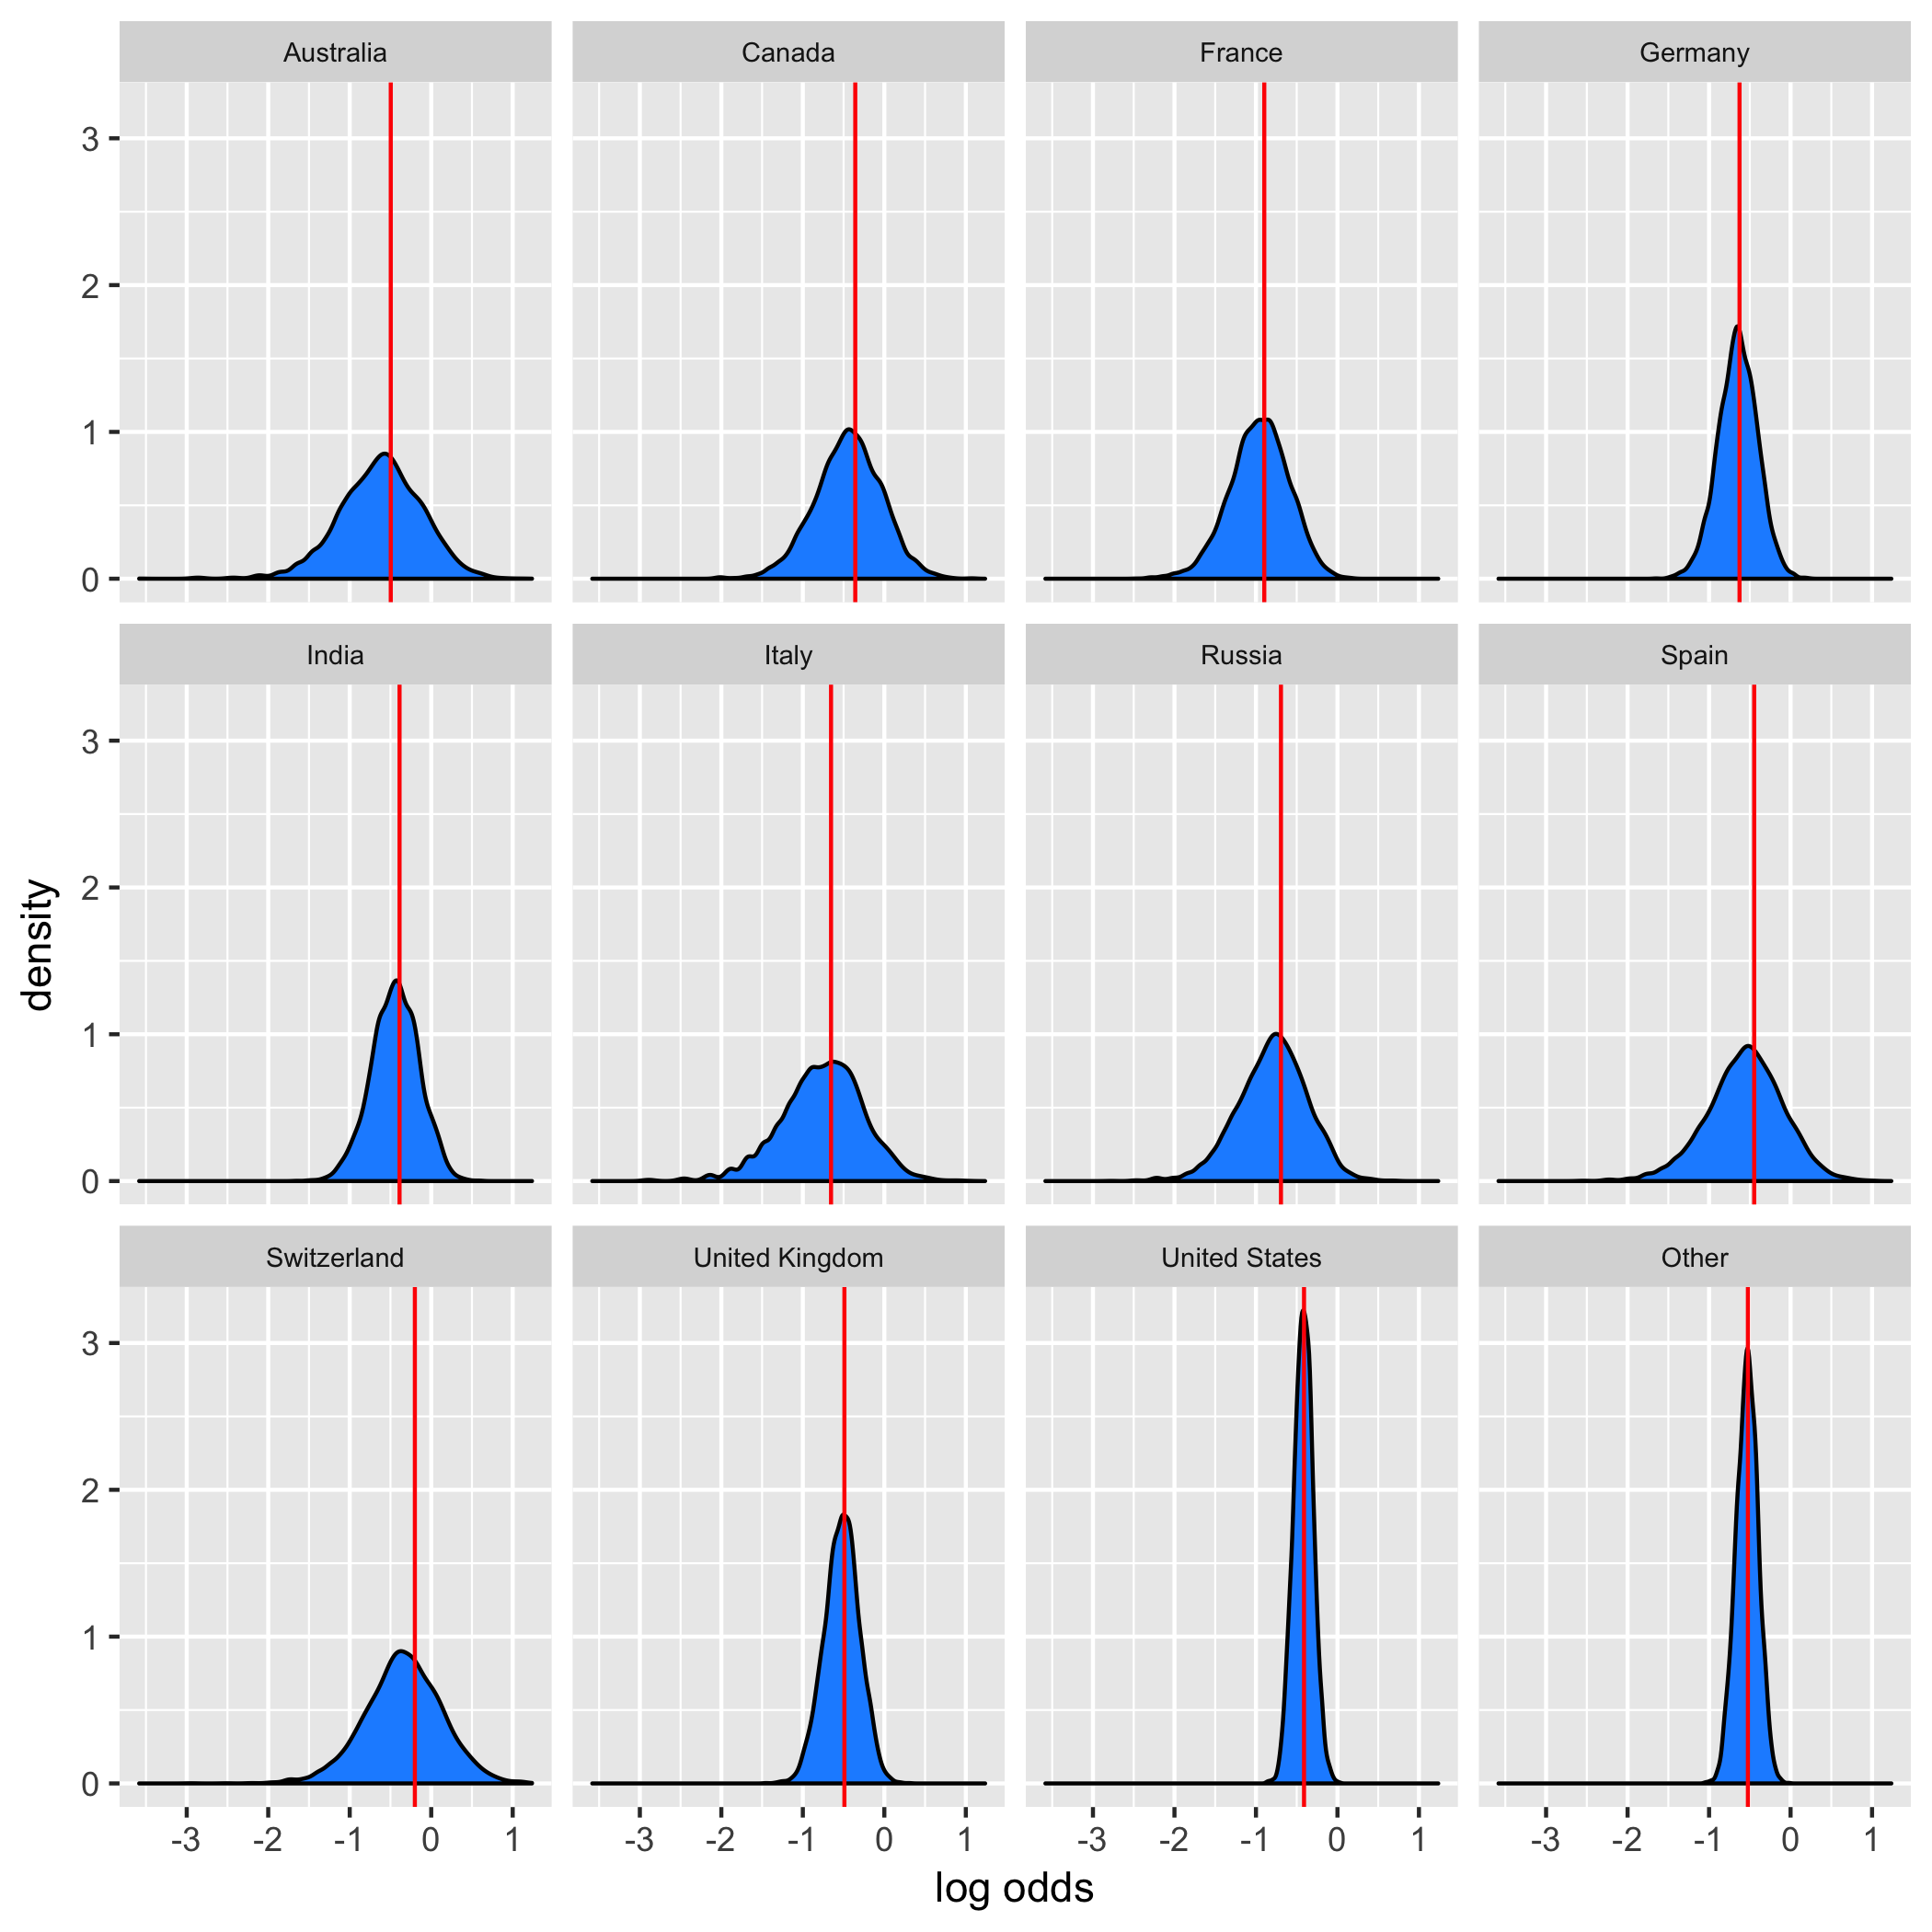 Australia Canada France Germany
3
2
1
0
India Italy Russia Spain
3
2
1
0
density
Switzerland United Kingdom United States Other
3
2
1
0
-3 -2 -1 0 1 -3 -2 -1 0 1 -3 -2 -1 0 1 -3 -2 -1 0 1
log odds